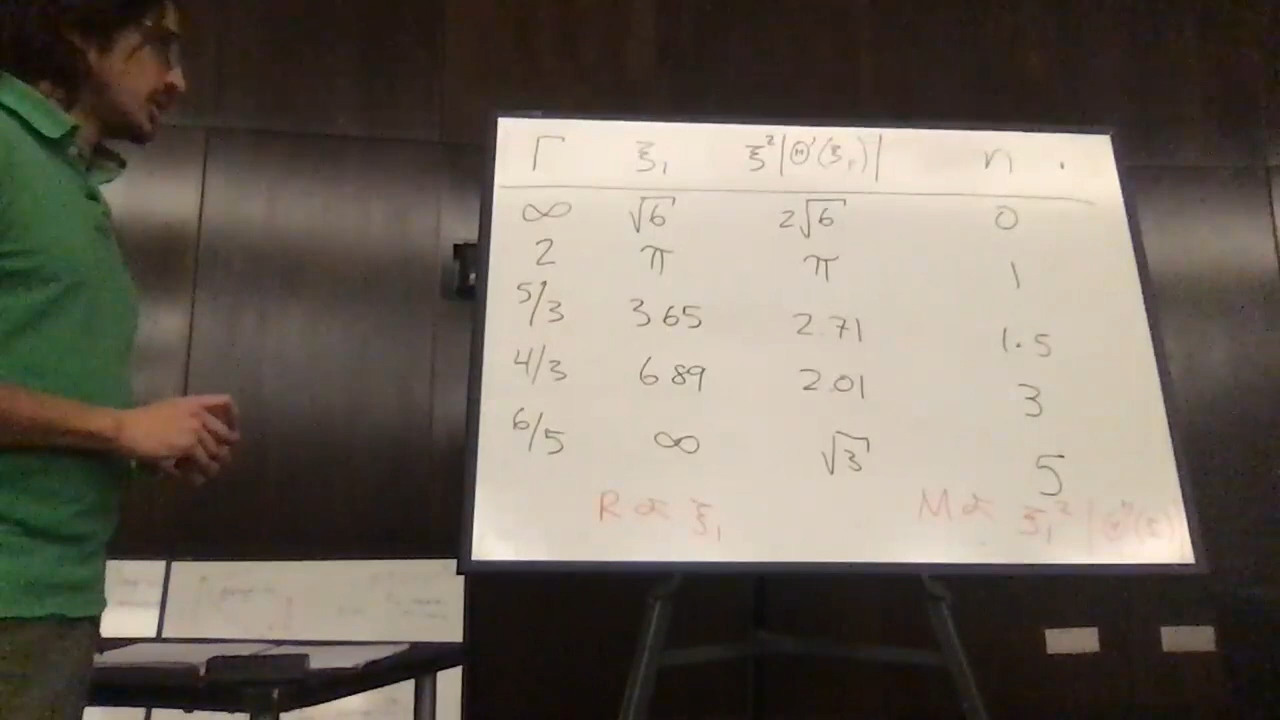 Γ ξ₁ ξ²|Θ'(ξ₁)| n .
∞ √6 2√6 0
2 π π 1
5/3 3 65 2.71 1.5
4/3 6 89 2.01 3
6/5 ∞ √3 5
R ∝ ξ₁ M ∝ ξ₁²